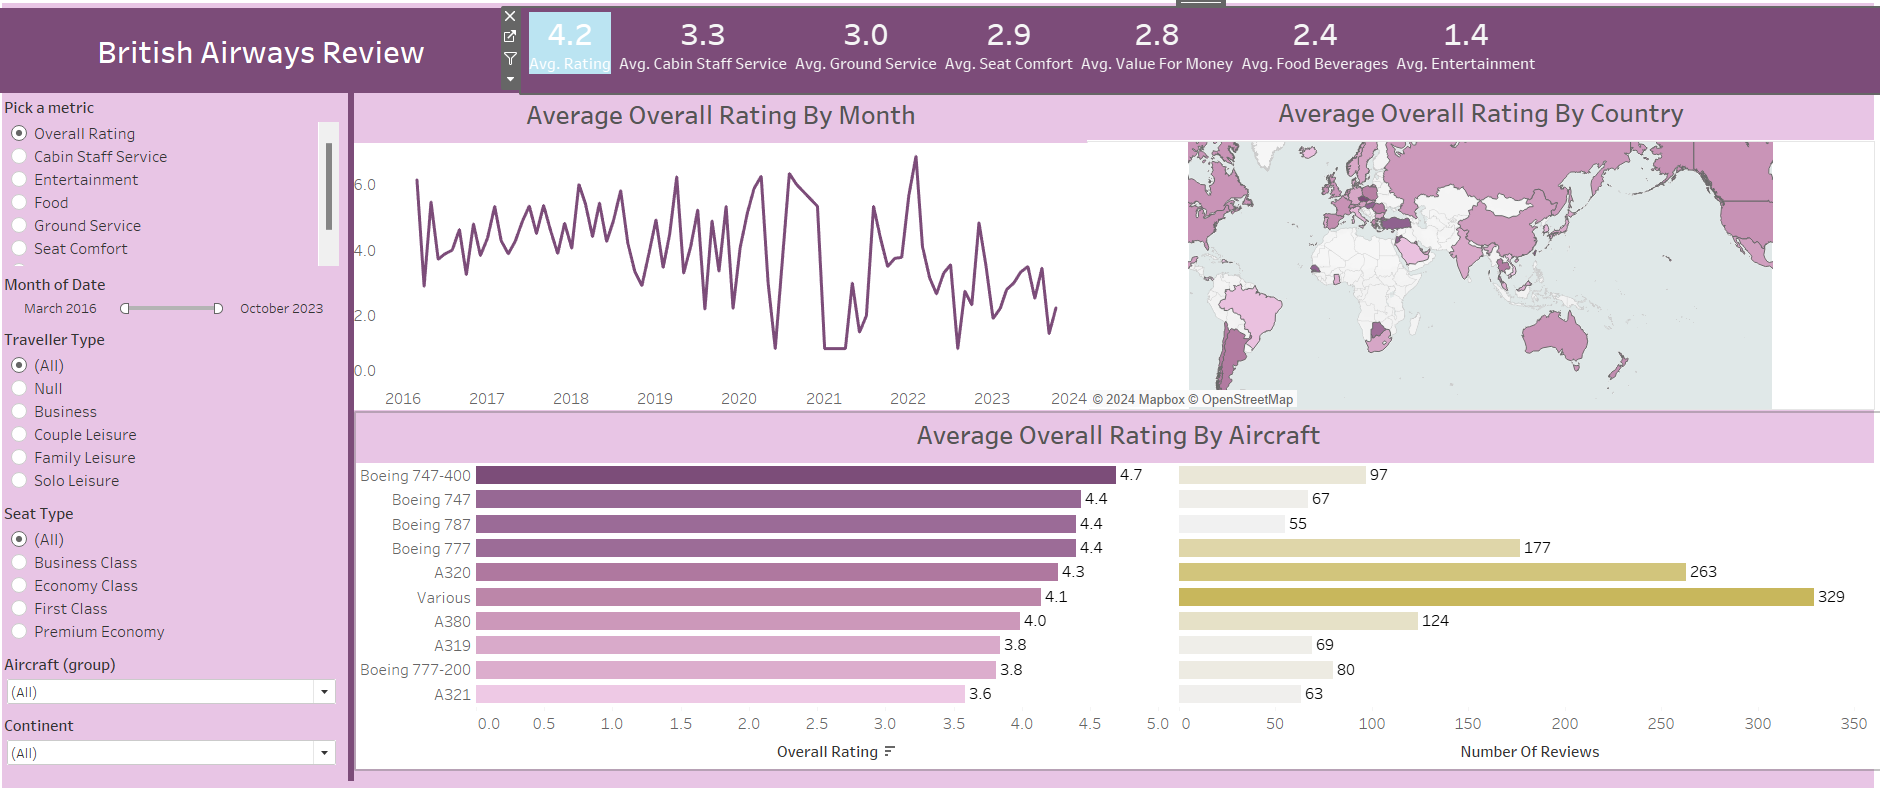 British Airways Review
4.2 3.3 3.0 2.9 2.8 2.4 1.4
Avg. Rating Avg. Cabin Staff Service Avg. Ground Service Avg. Seat Comfort Avg. Value For Money Avg. Food Beverages Avg. Entertainment
Pick a metric
Overall Rating
Cabin Staff Service
Entertainment
Food
Ground Service
Seat Comfort
Month of Date
March 2016 October 2023
Traveller Type
(All)
Null
Business
Couple Leisure
Family Leisure
Solo Leisure
Seat Type
(All)
Business Class
Economy Class
First Class
Premium Economy
Aircraft (group)
(All)
Continent
(All)
Average Overall Rating By Month
6.0
4.0
2.0
0.0
2016 2017 2018 2019 2020 2021 2022 2023 2024
Average Overall Rating By Country
© 2024 Mapbox © OpenStreetMap
Average Overall Rating By Aircraft
Boeing 747-400 4.7 97
Boeing 747 4.4 67
Boeing 787 4.4 55
Boeing 777 4.4 177
A320 4.3 263
Various 4.1 329
A380 4.0 124
A319 3.8 69
Boeing 777-200 3.8 80
A321 3.6 63
0.0 0.5 1.0 1.5 2.0 2.5 3.0 3.5 4.0 4.5 5.0 0 50 100 150 200 250 300 350
Overall Rating Number Of Reviews